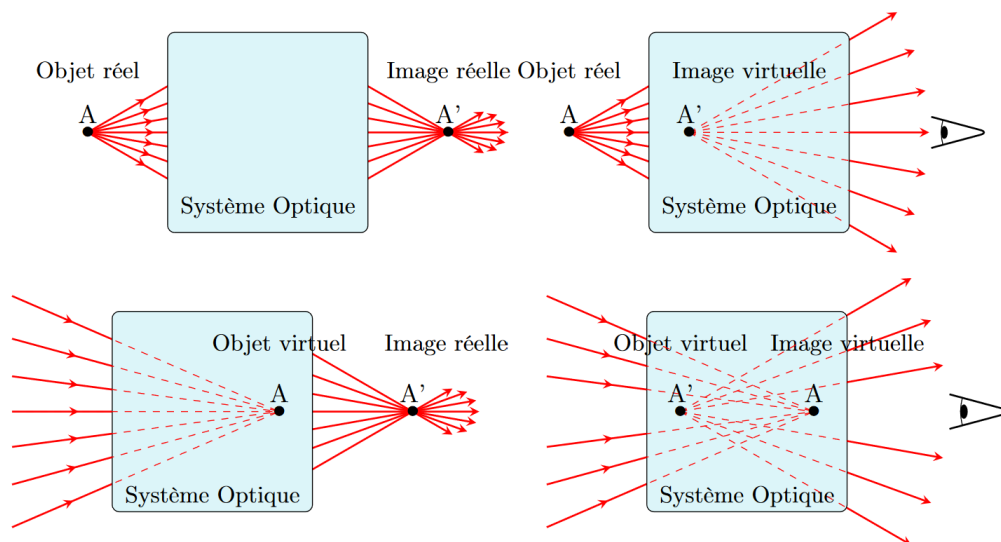 Objet réel
Image réelle
Objet réel
Image virtuelle
A
A'
A
A'
Système Optique
Système Optique
Objet virtuel
Image réelle
Objet virtuel
Image virtuelle
A
A'
A'
A
Système Optique
Système Optique